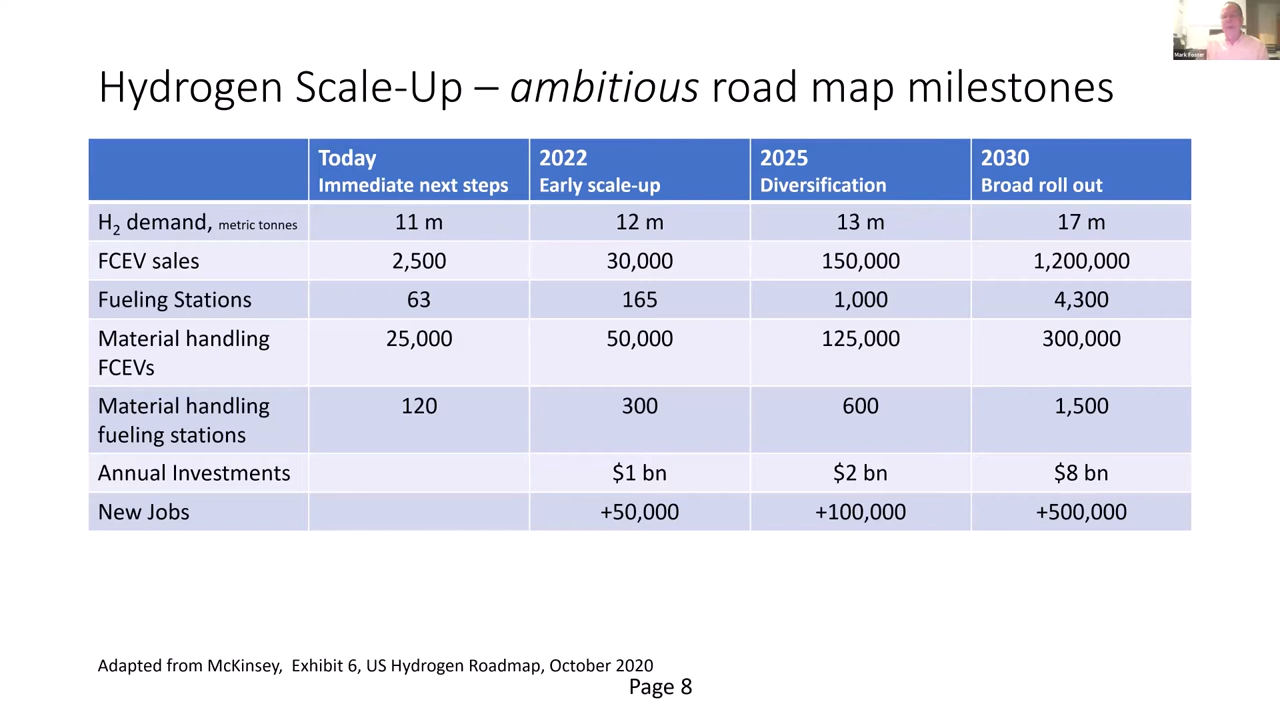 Mark Foster
Hydrogen Scale-Up – ambitious road map milestones
Today 2022 2025 2030
Immediate next steps Early scale-up Diversification Broad roll out
H2 demand, metric tonnes 11 m 12 m 13 m 17 m
FCEV sales 2,500 30,000 150,000 1,200,000
Fueling Stations 63 165 1,000 4,300
Material handling 25,000 50,000 125,000 300,000
FCEVs
Material handling 120 300 600 1,500
fueling stations
Annual Investments $1 bn $2 bn $8 bn
New Jobs +50,000 +100,000 +500,000
Adapted from McKinsey, Exhibit 6, US Hydrogen Roadmap, October 2020
Page 8